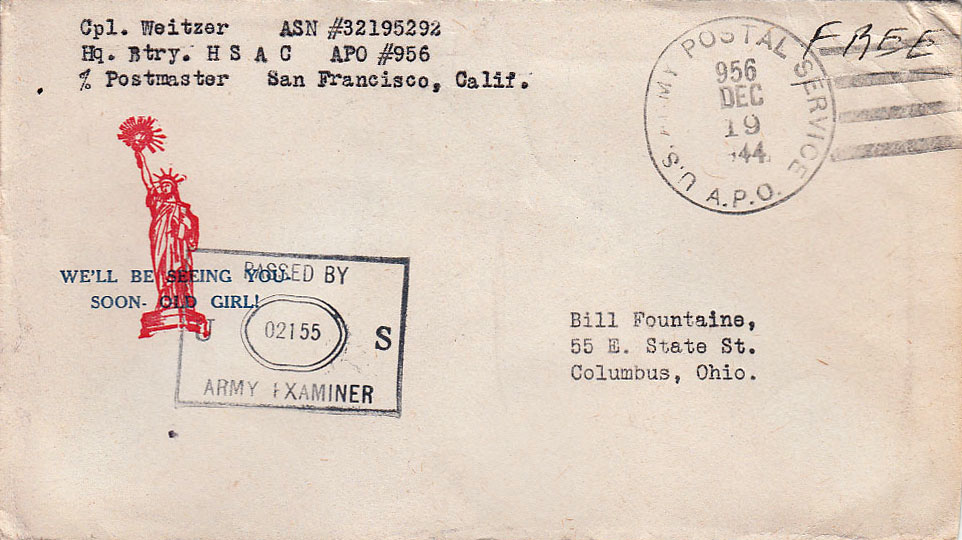 Cpl. Weitzer ASN #32195292
Hq. Btry. H S A C APO #956
% Postmaster San Francisco, Calif.
FREE
U.S. ARMY POSTAL SERVICE
A.P.O.
956
DEC
19
1944
WE'LL BE SEEING YOU-
SOON- OLD GIRL!
PASSED BY
U 02155 S
ARMY EXAMINER
Bill Fountaine,
55 E. State St.
Columbus, Ohio.